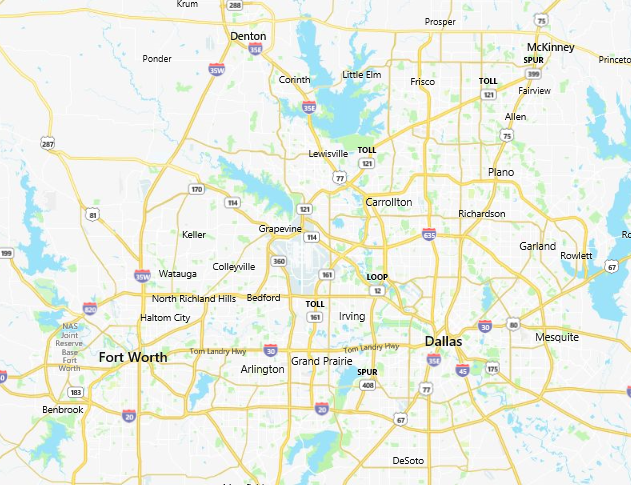 Krum
288
Prosper
75
Denton
35E
McKinney
SPUR
399
Ponder
35W
Corinth
Little Elm
Frisco
TOLL
121
Princeto
Fairview
35E
Allen
75
287
Lewisville
TOLL
121
77
Plano
170
114
121
Carrollton
81
Richardson
Grapevine
114
635
Keller
Garland
199
360
Colleyville
Rowlett
67
Watauga
161
LOOP
12
35W
North Richland Hills
Bedford
TOLL
161
820
Haltom City
Irving
30
80
NAS
Joint
Reserve
Base
Fort
Worth
Fort Worth
Tom Landry Hwy
30
Tom Landry Hwy
Dallas
Mesquite
Grand Prairie
35E
Arlington
SPUR
408
45
175
183
77
Benbrook
20
20
67
DeSoto